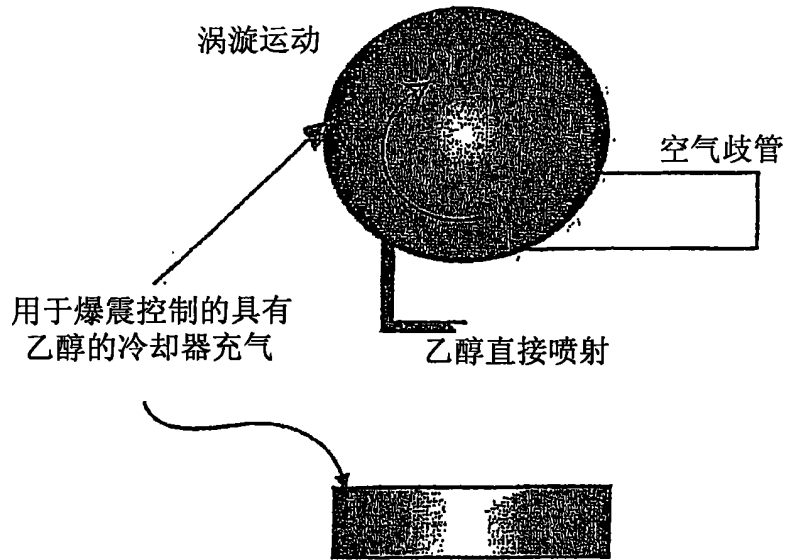 涡漩运动
空气歧管
用于爆震控制的具有
乙醇的冷却器充气
乙醇直接喷射